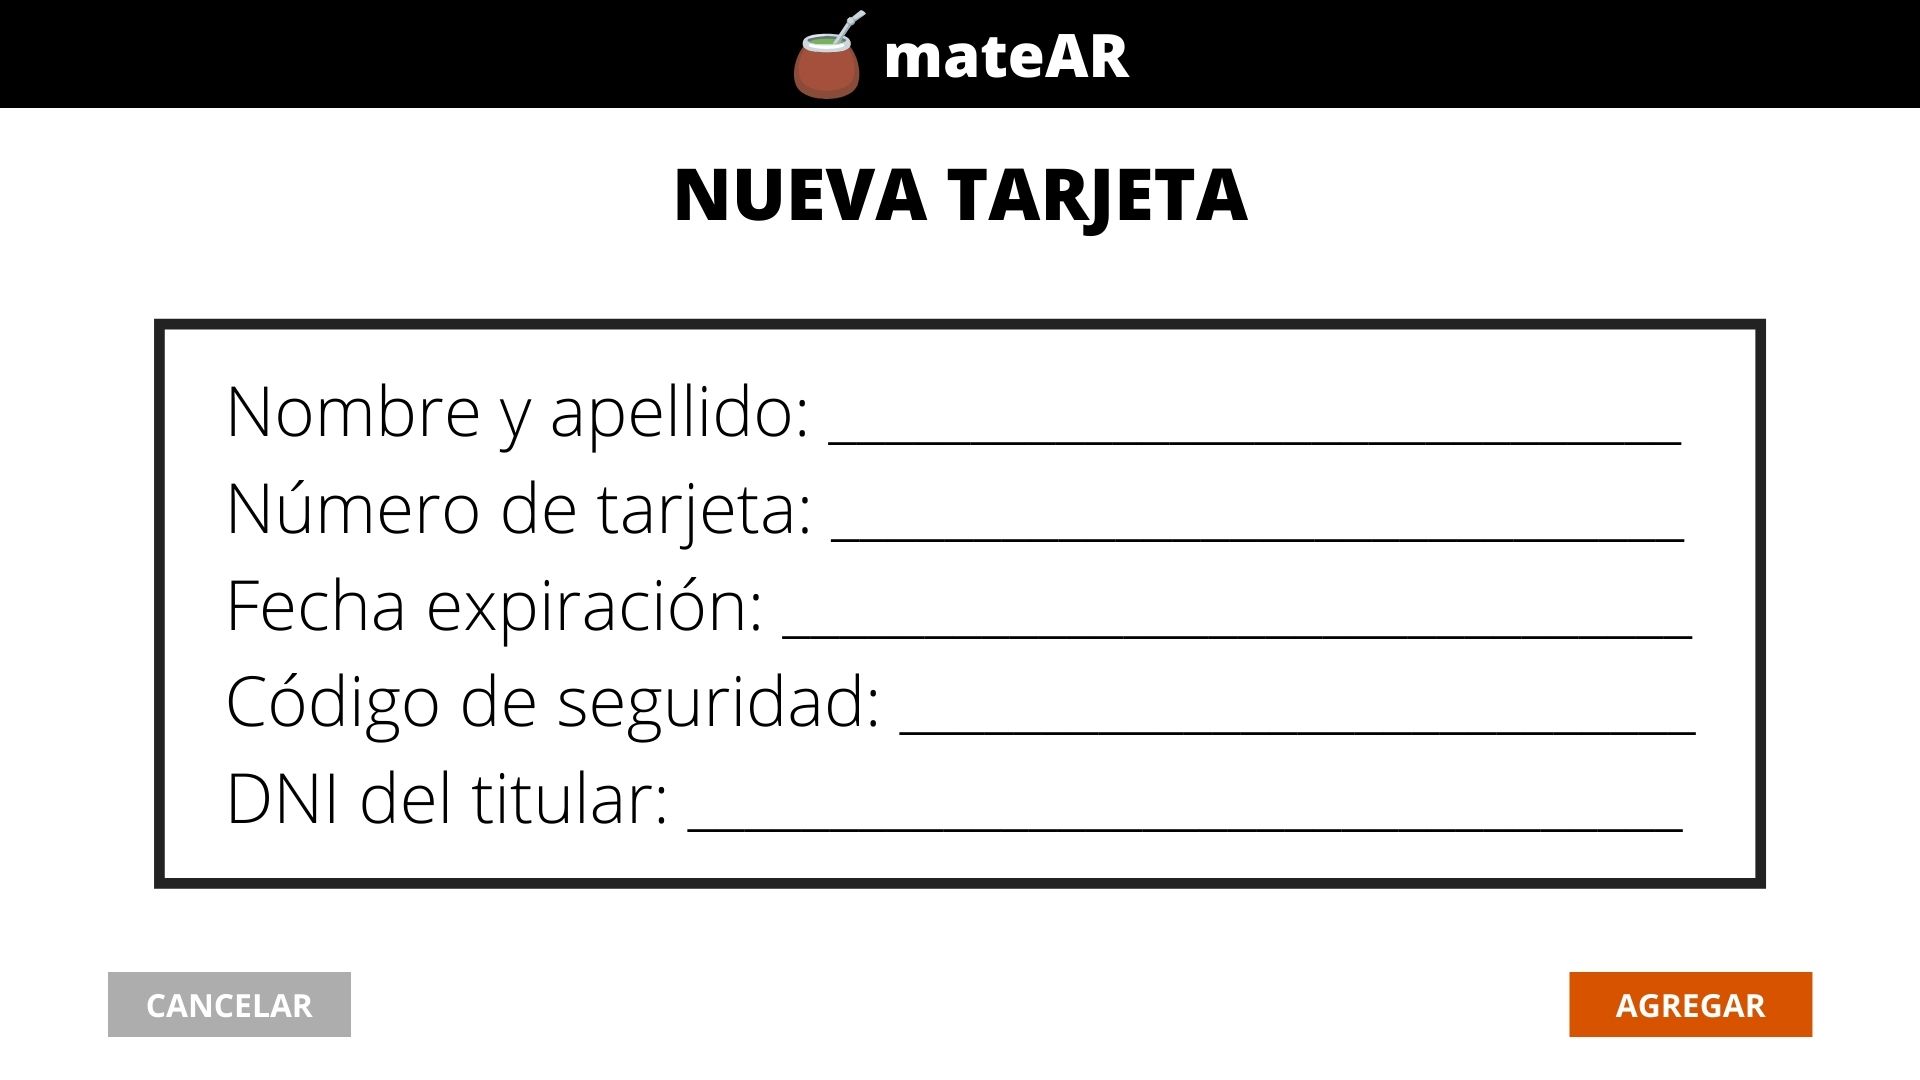 mateAR
NUEVA TARJETA
Nombre y apellido: ______________________________
Número de tarjeta: ______________________________
Fecha expiración: ________________________________
Código de seguridad: ____________________________
DNI del titular: ___________________________________
CANCELAR
AGREGAR